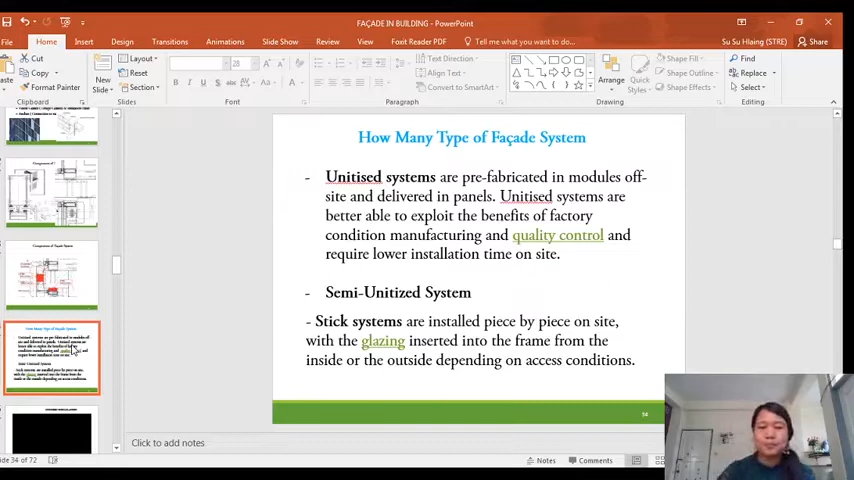 FAÇADE IN BUILDING - PowerPoint
File Home Insert Design Transitions Animations Slide Show Review View Foxit Reader PDF Tell me what you want to do... Su Su Hlaing (STRE) Share
Cut
Copy
Format Painter
Clipboard
New
Slide
Layout
Reset
Section
Slides
28
Font
Paragraph
Text Direction
Align Text
Convert to SmartArt
Arrange
Quick
Styles
Shape Fill
Shape Outline
Shape Effects
Drawing
Find
Replace
Select
Editing
How Many Type of Façade System
- Unitised systems are pre-fabricated in modules off-
site and delivered in panels. Unitised systems are
better able to exploit the benefits of factory
condition manufacturing and quality control and
require lower installation time on site.
- Semi-Unitized System
- Stick systems are installed piece by piece on site,
with the glazing inserted into the frame from the
inside or the outside depending on access conditions.
Click to add notes
34 of 72
Notes
Comments